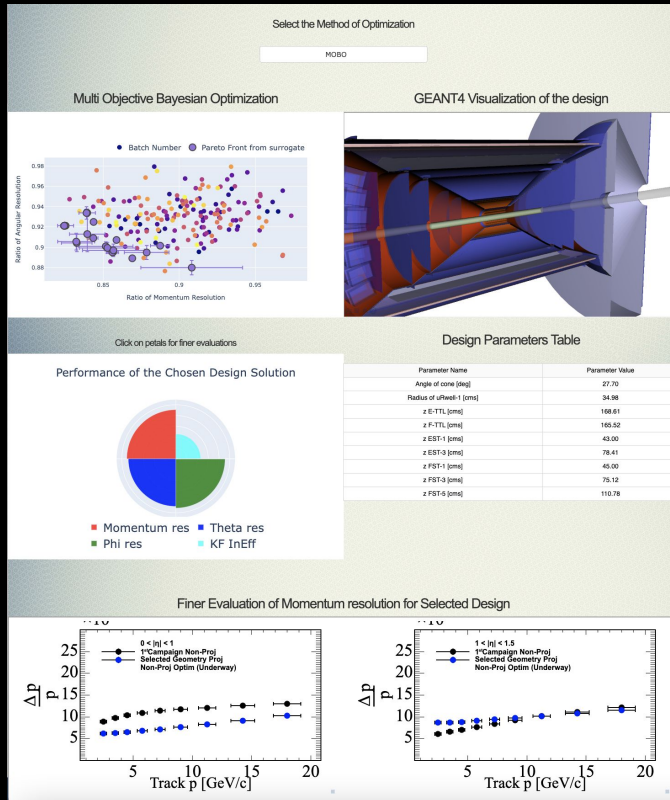 Select the Method of Optimization
MOBO
Multi Objective Bayesian Optimization
GEANT4 Visualization of the design
Batch Number
Pareto Front from surrogate
0.98
0.96
0.94
0.92
0.9
0.88
Ratio of Angular Resolution
0.85
0.9
0.95
Ratio of Momentum Resolution
Click on petals for finer evaluations
Performance of the Chosen Design Solution
Momentum res
Theta res
Phi res
KF InEff
Design Parameters Table
Parameter Name Parameter Value
Angle of cone [deg] 27.70
Radius of uRwell-1 [cms] 34.98
z E-TTL [cms] 168.61
z F-TTL [cms] 165.52
z EST-1 [cms] 43.00
z EST-3 [cms] 78.41
z FST-1 [cms] 45.00
z FST-3 [cms] 75.12
z FST-5 [cms] 110.78
Finer Evaluation of Momentum resolution for Selected Design
0 < |η| < 1
1stCampaign Non-Proj
Selected Geometry Proj
Non-Proj Optim (Underway)
25
20
15
10
5
Δp
p
5 10 15 20
Track p [GeV/c]
1 < |η| < 1.5
1stCampaign Non-Proj
Selected Geometry Proj
Non-Proj Optim (Underway)
25
20
15
10
5
Δp
p
5 10 15 20
Track p [GeV/c]